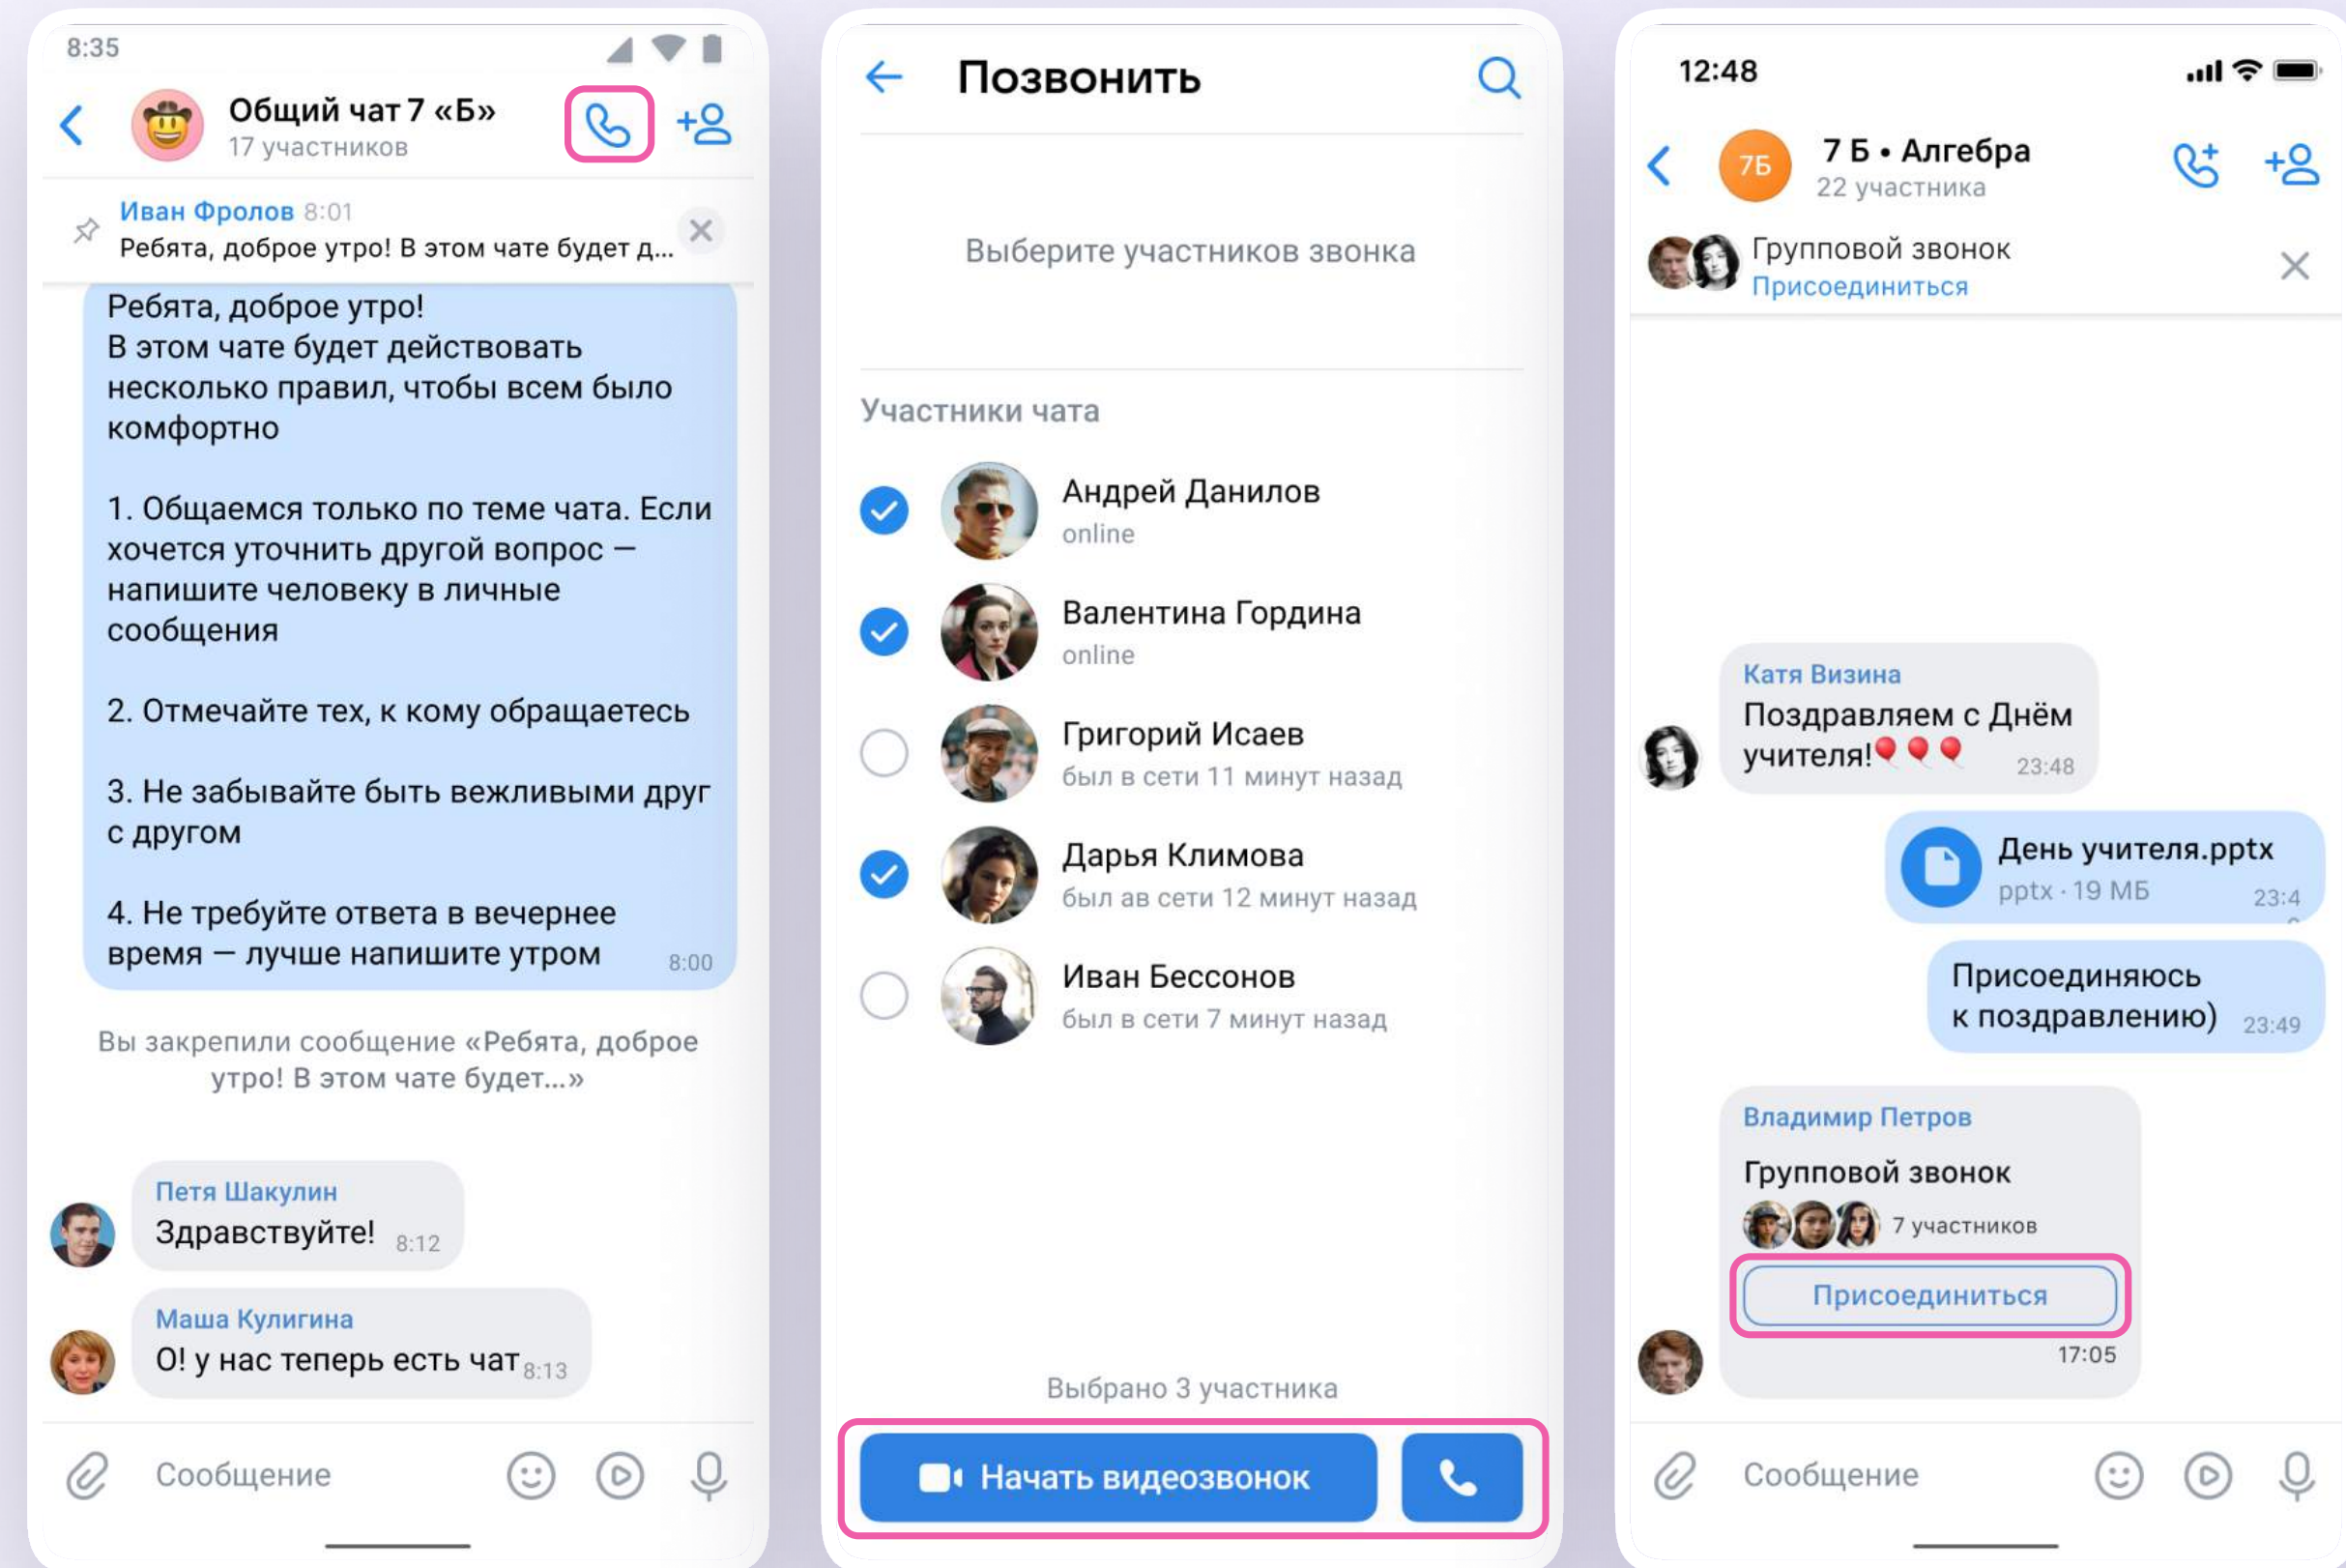 8:35
Общий чат 7 «Б»
17 участников
Иван Фролов 8:01
Ребята, доброе утро! В этом чате будет д...
Ребята, доброе утро!
В этом чате будет действовать
несколько правил, чтобы всем было
комфортно
1. Общаемся только по теме чата. Если
хочется уточнить другой вопрос —
напишите человеку в личные
сообщения
2. Отмечайте тех, к кому обращаетесь
3. Не забывайте быть вежливыми друг
с другом
4. Не требуйте ответа в вечернее
время — лучше напишите утром 8:00
Вы закрепили сообщение «Ребята, доброе
утро! В этом чате будет...»
Петя Шакулин
Здравствуйте! 8:12
Маша Кулигина
О! у нас теперь есть чат 8:13
Сообщение
Позвонить
Выберите участников звонка
Участники чата
Андрей Данилов
online
Валентина Гордина
online
Григорий Исаев
был в сети 11 минут назад
Дарья Климова
был ав сети 12 минут назад
Иван Бессонов
был в сети 7 минут назад
Выбрано 3 участника
Начать видеозвонок
12:48
7Б
7 Б • Алгебра
22 участника
Групповой звонок
Присоединиться
Катя Визина
Поздравляем с Днём
учителя!🎈🎈🎈 23:48
День учителя.pptx
pptx · 19 МБ 23:4
Присоединяюсь
к поздравлению) 23:49
Владимир Петров
Групповой звонок
7 участников
Присоединиться
17:05
Сообщение